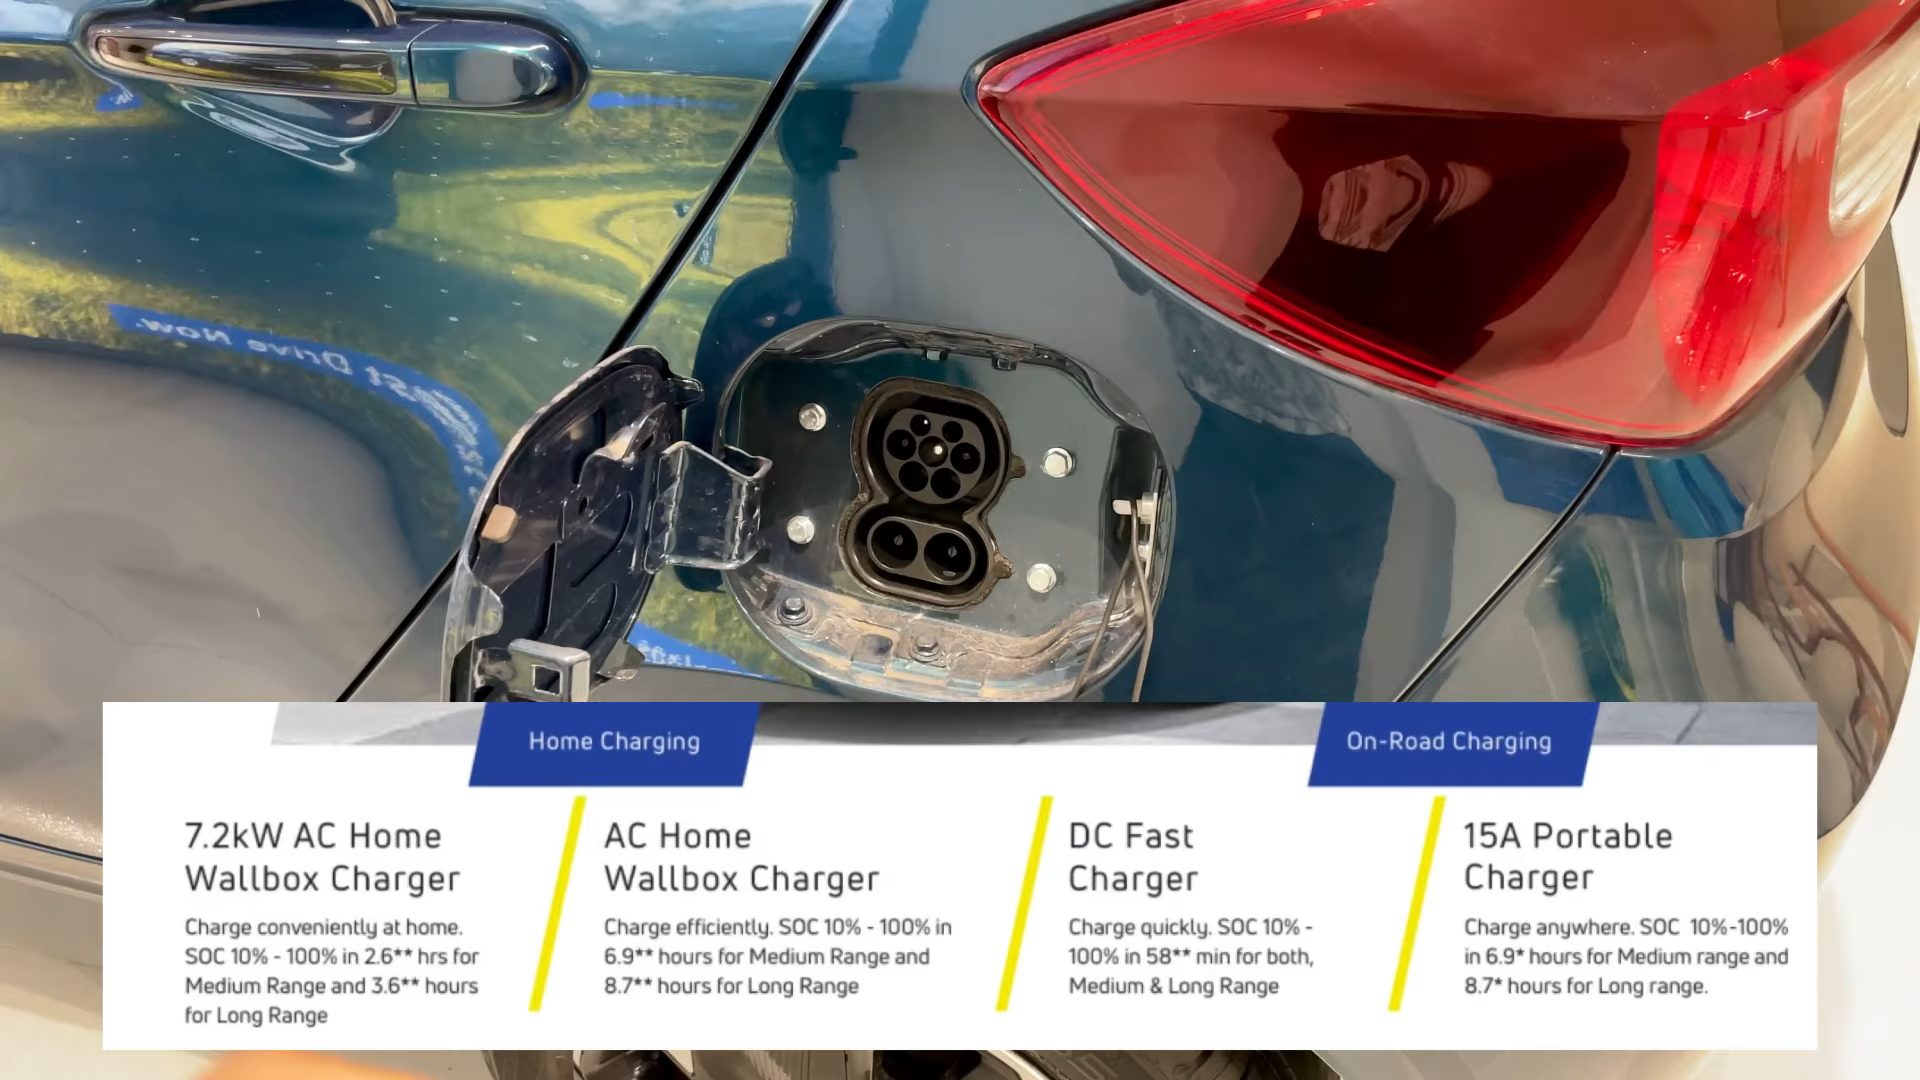 Home Charging
On-Road Charging
7.2kW AC Home
Wallbox Charger
Charge conveniently at home.
SOC 10% - 100% in 2.6** hrs for
Medium Range and 3.6** hours
for Long Range
AC Home
Wallbox Charger
Charge efficiently. SOC 10% - 100% in
6.9** hours for Medium Range and
8.7** hours for Long Range
DC Fast
Charger
Charge quickly. SOC 10% -
100% in 58** min for both,
Medium & Long Range
15A Portable
Charger
Charge anywhere. SOC 10%-100%
in 6.9* hours for Medium range and
8.7* hours for Long range.